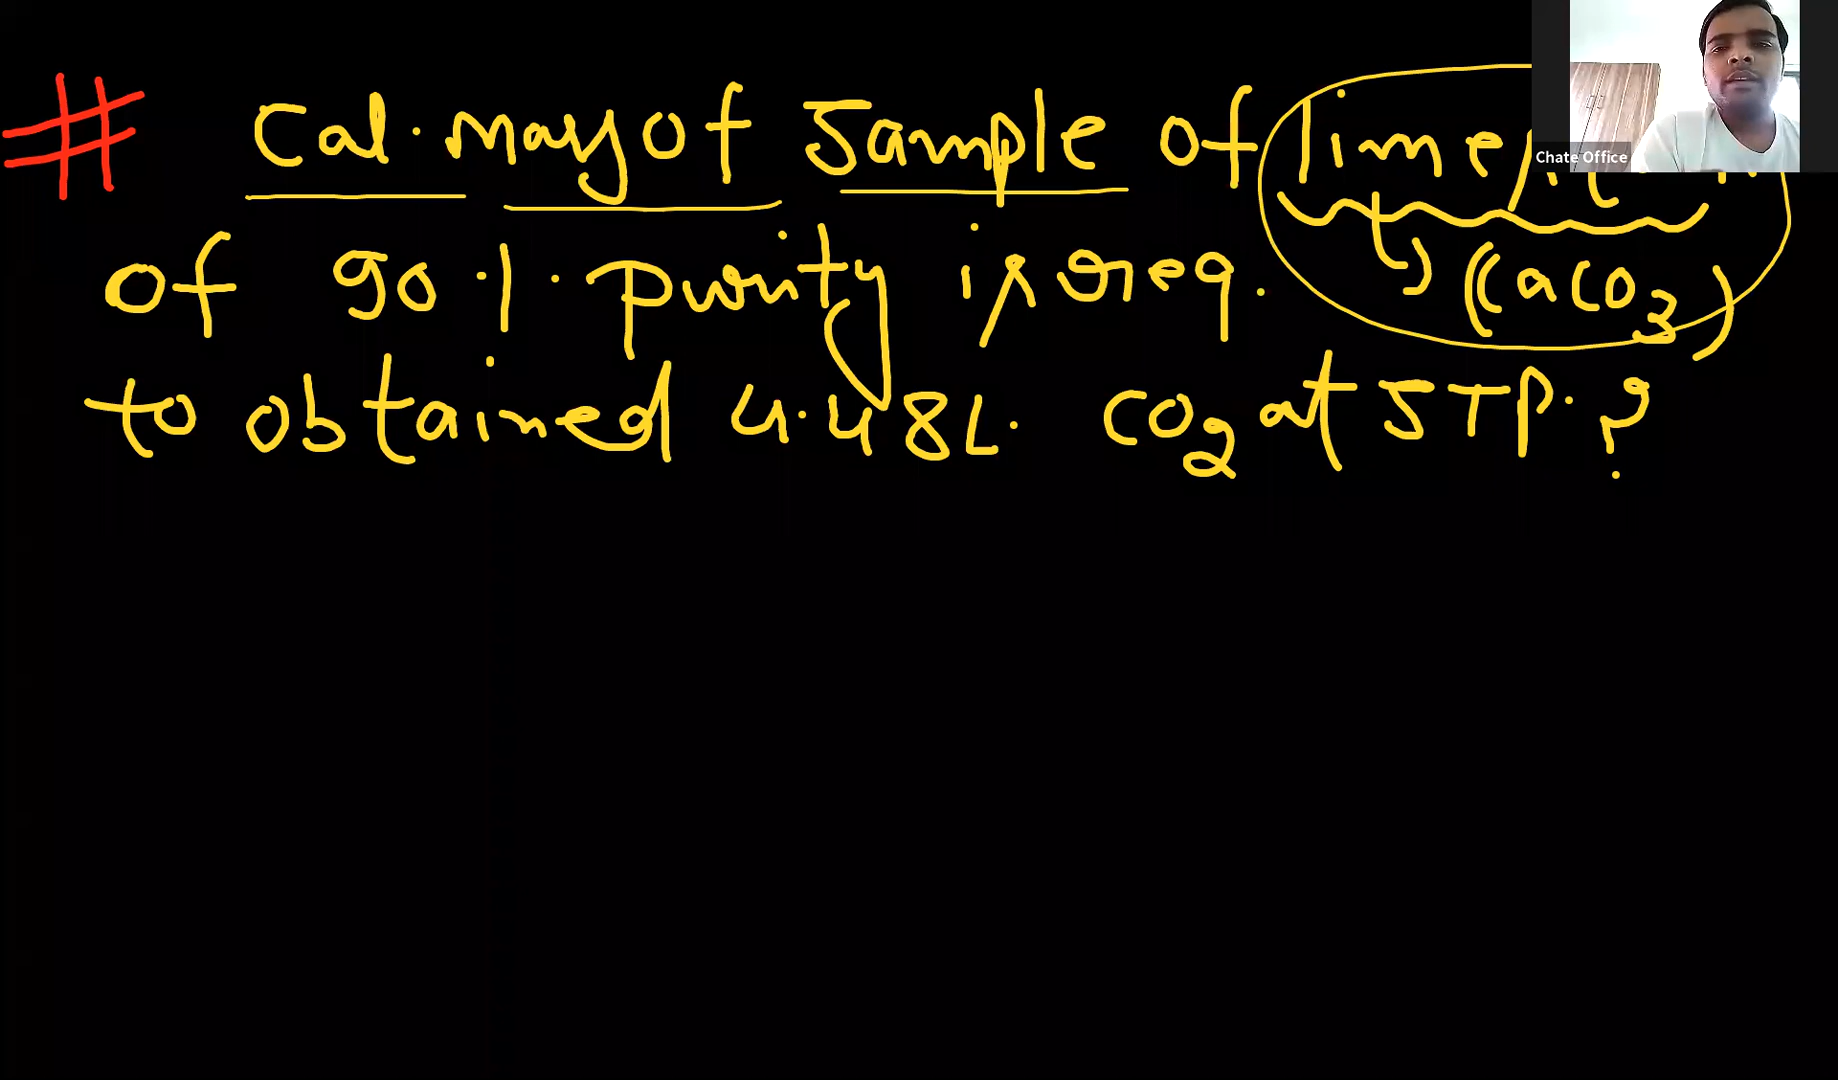 # Cal. mass of Sample of lime
Chate Office
of 90 %. purity is req. ↳ (CaCO3)
to obtained 4.48L. CO2 at STP. ?